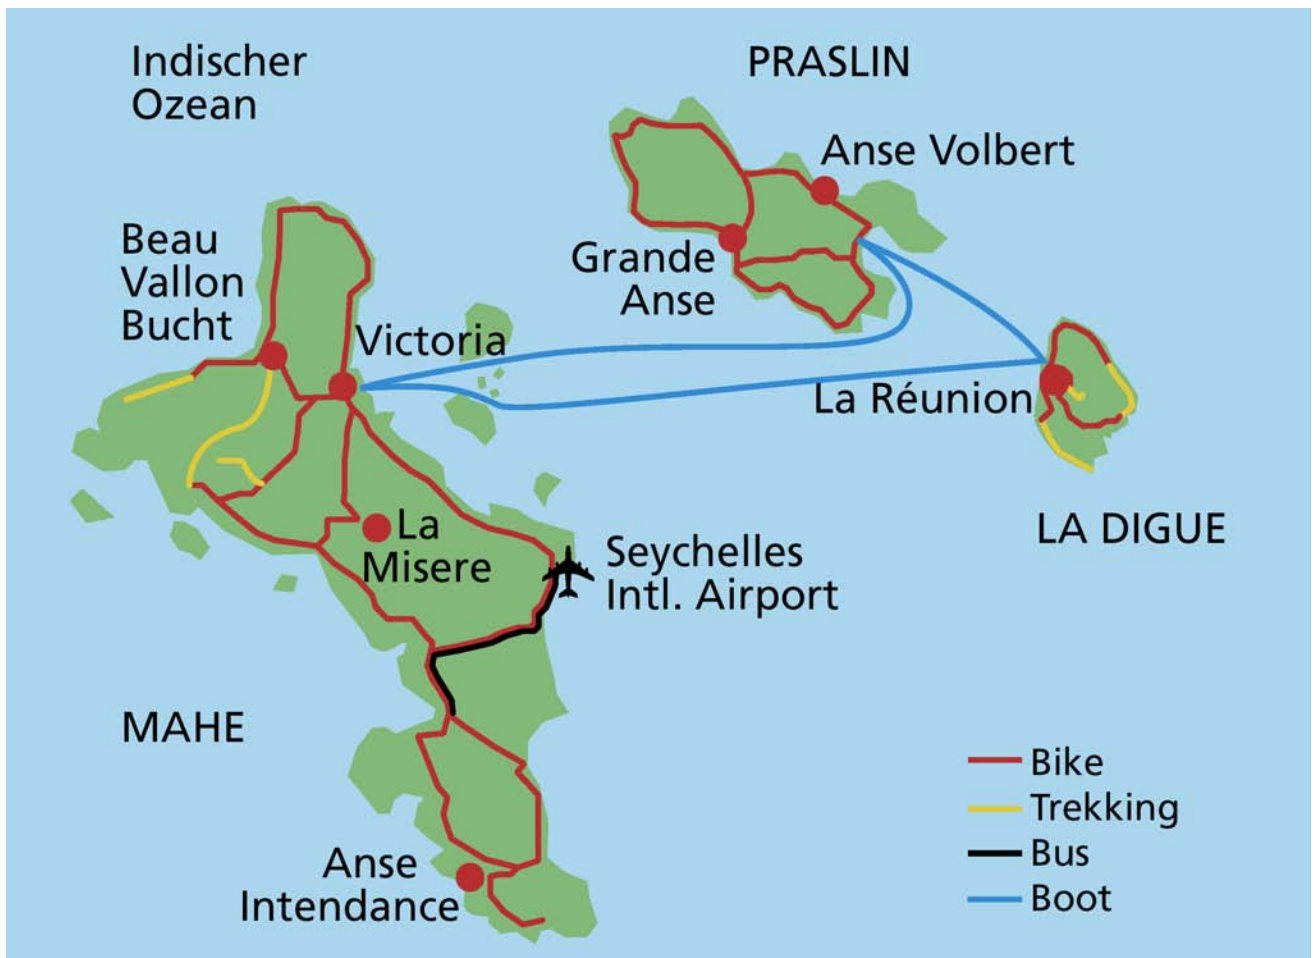 Indischer
Ozean
PRASLIN
Anse Volbert
Beau
Vallon
Bucht
Grande
Anse
Victoria
La Réunion
La
Misere
Seychelles
Intl. Airport
LA DIGUE
MAHE
Anse
Intendance
Bike
Trekking
Bus
Boot